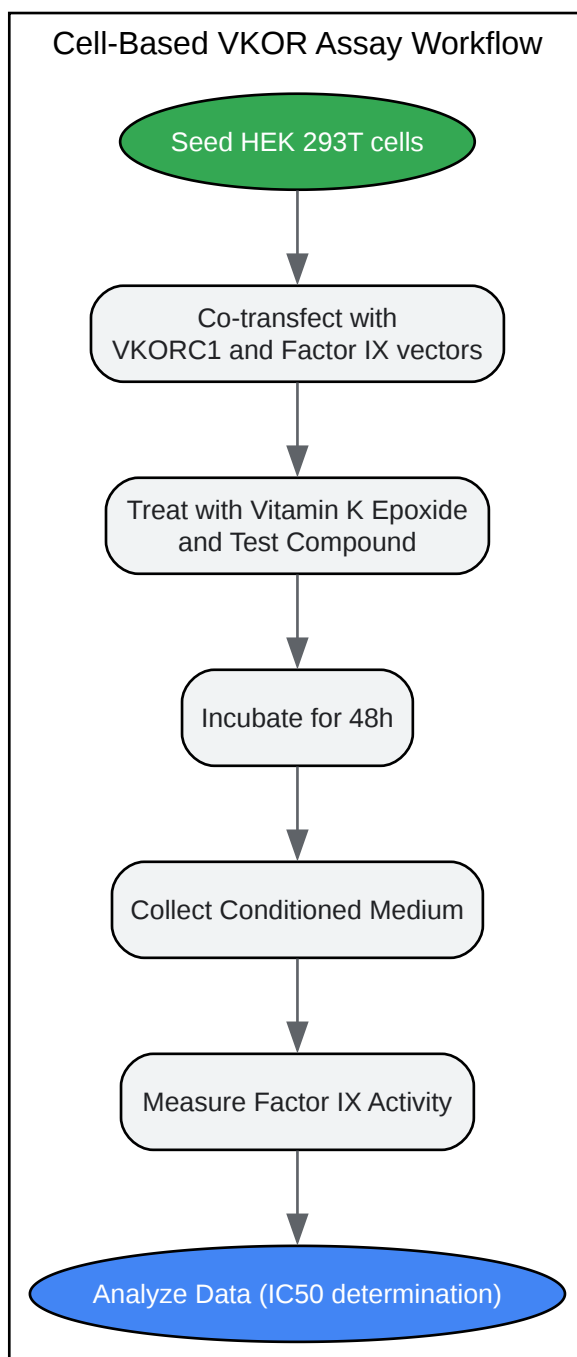 Cell-Based VKOR Assay Workflow
Seed HEK 293T cells
Co-transfect with
VKORC1 and Factor IX vectors
Treat with Vitamin K Epoxide
and Test Compound
Incubate for 48h
Collect Conditioned Medium
Measure Factor IX Activity
Analyze Data (IC50 determination)